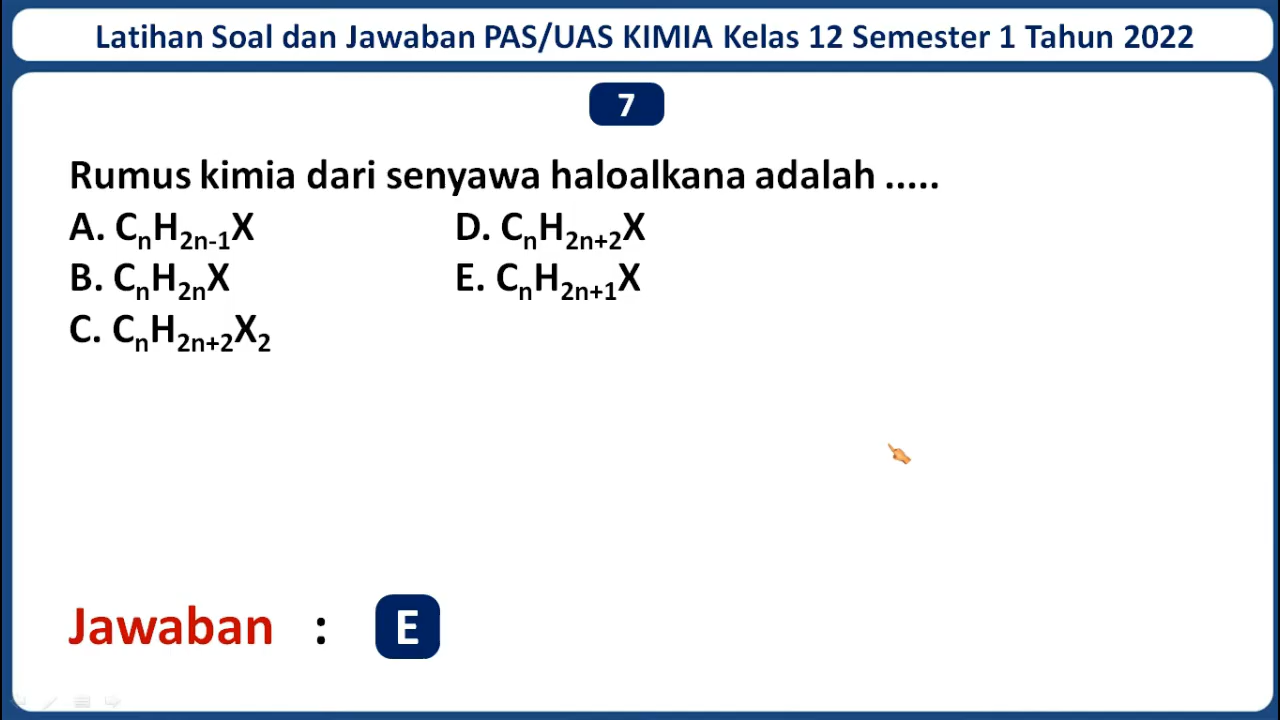 Latihan Soal dan Jawaban PAS/UAS KIMIA Kelas 12 Semester 1 Tahun 2022
7
Rumus kimia dari senyawa haloalkana adalah .....
A. CₙH₂ₙ₋₁X
B. CₙH₂ₙX
C. CₙH₂ₙ₊₂X₂
D. CₙH₂ₙ₊₂X
E. CₙH₂ₙ₊₁X
Jawaban : E